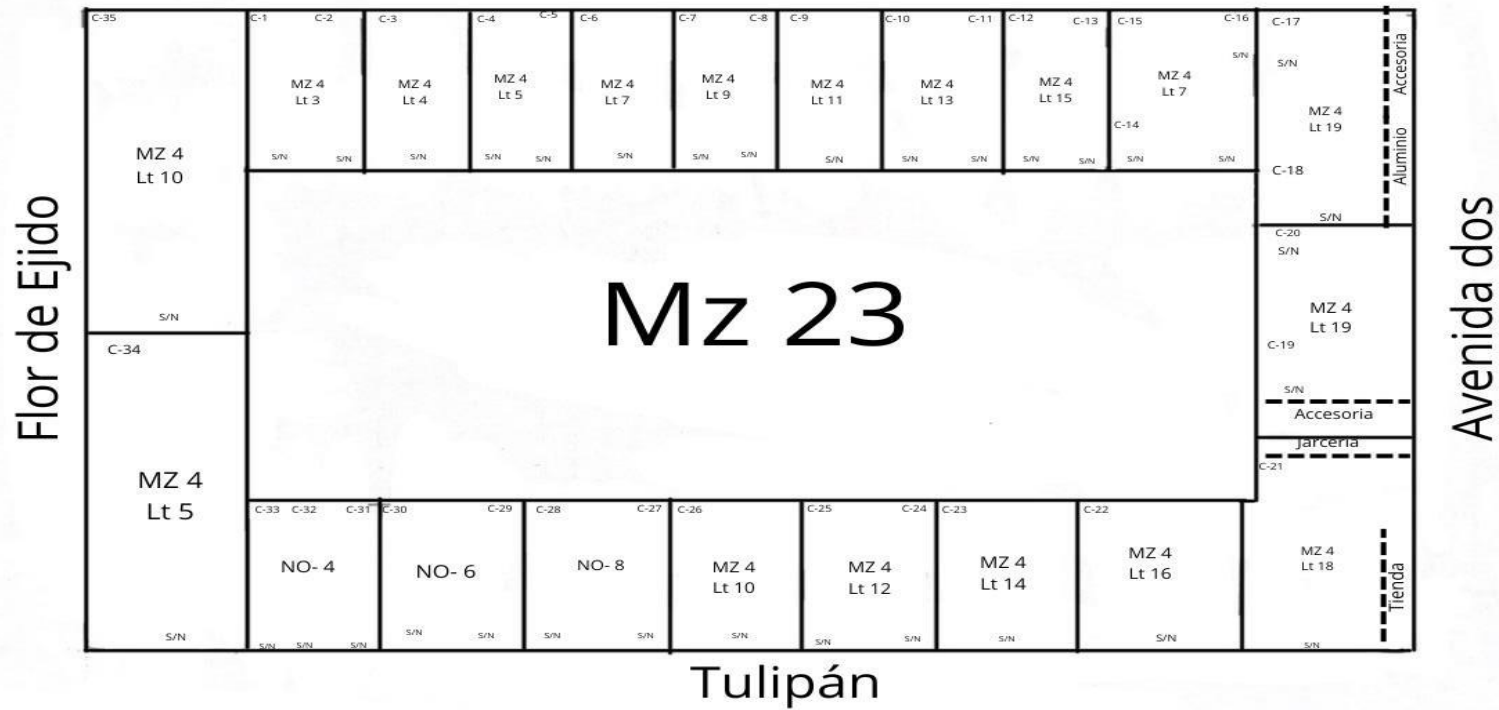 C-35
C-1 C-2
C-3
C-4 C-5
C-6
C-7 C-8
C-9
C-10 C-11
C-12 C-13
C-15 C-16
C-17
S/N
S/N
Accesoria
MZ 4
Lt 3
MZ 4
Lt 4
MZ 4
Lt 5
MZ 4
Lt 7
MZ 4
Lt 9
MZ 4
Lt 11
MZ 4
Lt 13
MZ 4
Lt 15
MZ 4
Lt 7
C-14
MZ 4
Lt 19
Aluminio
MZ 4
Lt 10
S/N S/N
S/N
S/N S/N
S/N
S/N S/N
S/N
S/N S/N
S/N S/N
S/N S/N
C-18
S/N
Flor de Ejido
S/N
Mz 23
C-20
S/N
MZ 4
Lt 19
C-19
S/N
Accesoria
Jarceria
Avenida dos
C-34
MZ 4
Lt 5
S/N
C-33 C-32 C-31
NO- 4
S/N S/N S/N
C-30 C-29
NO- 6
S/N S/N
C-28 C-27
NO- 8
S/N S/N
C-26
MZ 4
Lt 10
S/N
C-25 C-24
MZ 4
Lt 12
S/N S/N
C-23
MZ 4
Lt 14
S/N
C-22
MZ 4
Lt 16
S/N
C-21
MZ 4
Lt 18
S/N
Tienda
Tulipán